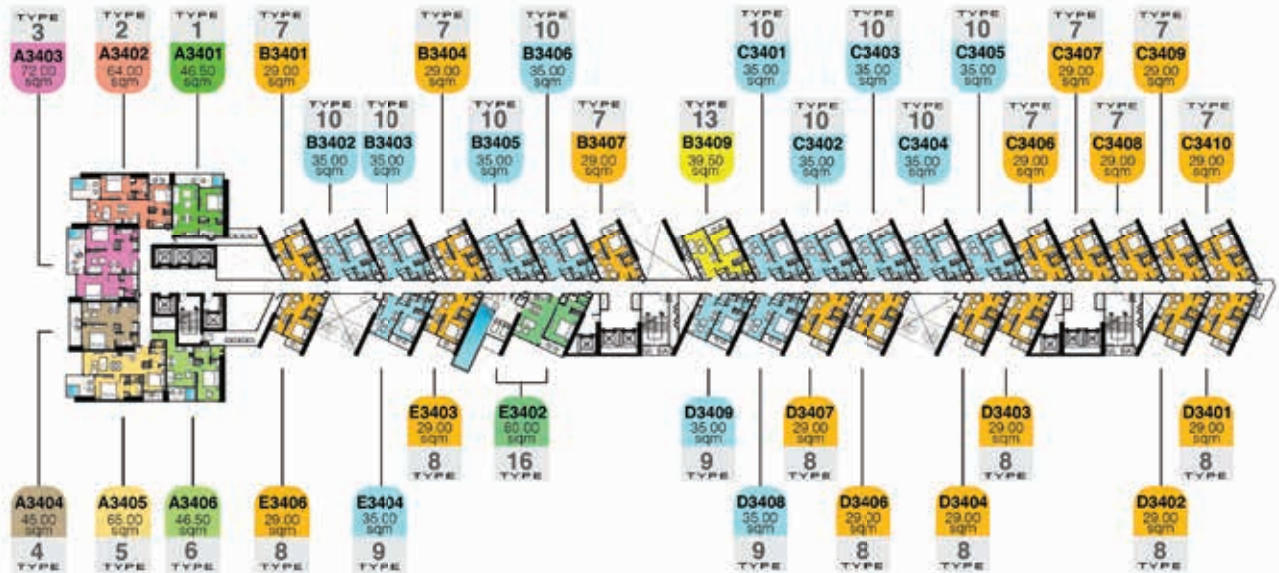 TYPE
3
A3403
72.00
sqm
TYPE
2
A3402
64.00
sqm
TYPE
1
A3401
46.50
sqm
TYPE
7
B3401
29.00
sqm
TYPE
7
B3404
29.00
sqm
TYPE
10
B3406
35.00
sqm
TYPE
10
C3401
35.00
sqm
TYPE
10
C3403
35.00
sqm
TYPE
10
C3405
35.00
sqm
TYPE
7
C3407
29.00
sqm
TYPE
7
C3409
29.00
sqm
TYPE
10
B3402
35.00
sqm
TYPE
10
B3403
35.00
sqm
TYPE
10
B3405
35.00
sqm
TYPE
7
B3407
29.00
sqm
TYPE
13
B3409
39.50
sqm
TYPE
10
C3402
35.00
sqm
TYPE
10
C3404
35.00
sqm
TYPE
7
C3406
29.00
sqm
TYPE
7
C3408
29.00
sqm
TYPE
7
C3410
29.00
sqm
E3403
29.00
sqm
8
TYPE
E3402
60.00
sqm
16
TYPE
D3409
35.00
sqm
9
TYPE
D3407
29.00
sqm
8
TYPE
D3403
29.00
sqm
8
TYPE
D3401
29.00
sqm
8
TYPE
A3404
45.00
sqm
4
TYPE
A3405
65.00
sqm
5
TYPE
A3406
46.50
sqm
6
TYPE
E3406
29.00
sqm
8
TYPE
E3404
35.00
sqm
9
TYPE
D3408
35.00
sqm
9
TYPE
D3406
29.00
sqm
8
TYPE
D3404
29.00
sqm
8
TYPE
D3402
29.00
sqm
8
TYPE